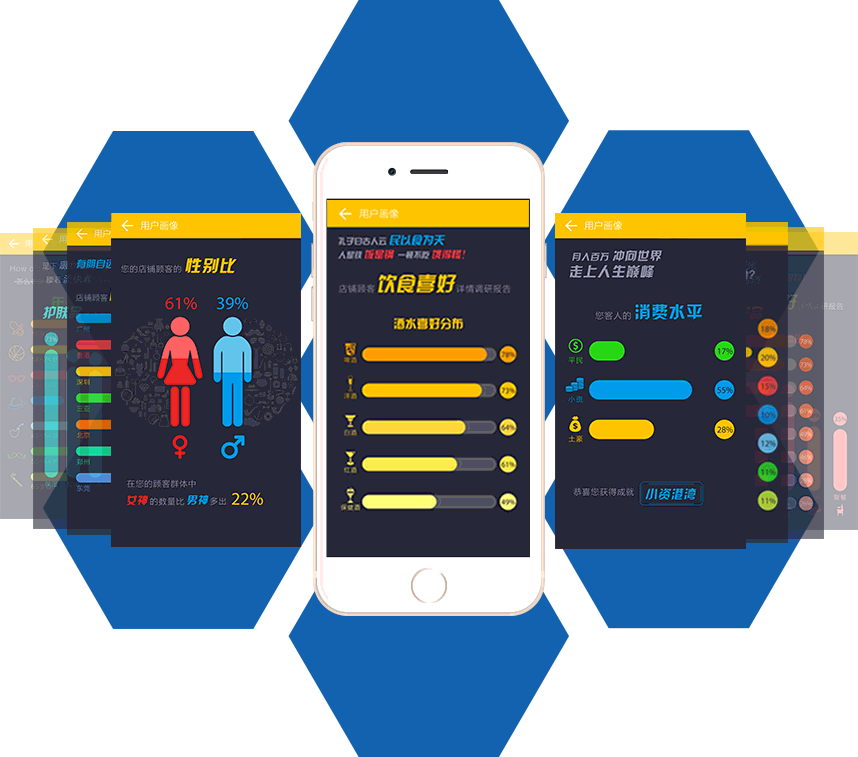 用户画像
您的店铺顾客的 性别比
61% 39%
在您的顾客群体中
女神 的数量比 男神 多出 22%
店铺顾客
广州
香港
深圳
三亚
北京
郑州
东莞
护肤
用户画像
孔子曰古人云 民以食为天
人是铁 饭是钢 一顿不吃 饿得慌!
店铺顾客 饮食喜好 详情调研报告
酒水喜好分布
啤酒 78%
洋酒 73%
白酒 64%
红酒 61%
保健酒 49%
用户画像
月入百万 冲向世界
走上人生巅峰
您客人的 消费水平
平民 17%
小资 55%
土豪 28%
恭喜您获得成就 小资港湾
18%
20%
15%
10%
12%
11%
11%